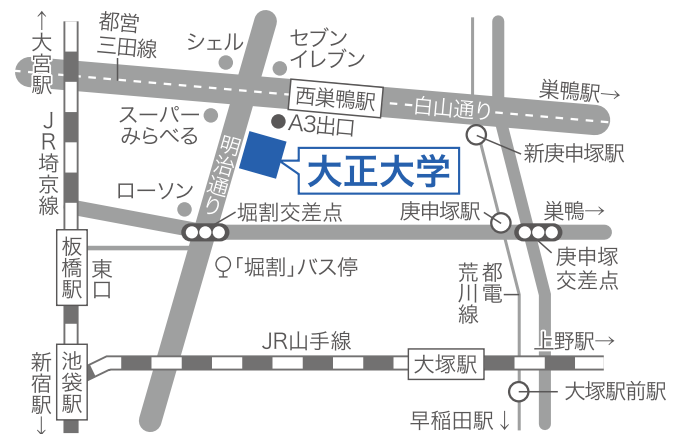 ↑大宮駅
都営
三田線
シェル
セブン
イレブン
西巣鴨駅
白山通り
巣鴨駅→
スーパー
みらべる
A3出口
JR埼京線
明治通り
大正大学
新庚申塚駅
ローソン
堀割交差点
庚申塚駅
巣鴨→
板橋駅
東口
「堀割」バス停
荒川線
都電
庚申塚
交差点
JR山手線
上野駅→
新宿駅↓
池袋駅
大塚駅
大塚駅前駅
早稲田駅↓